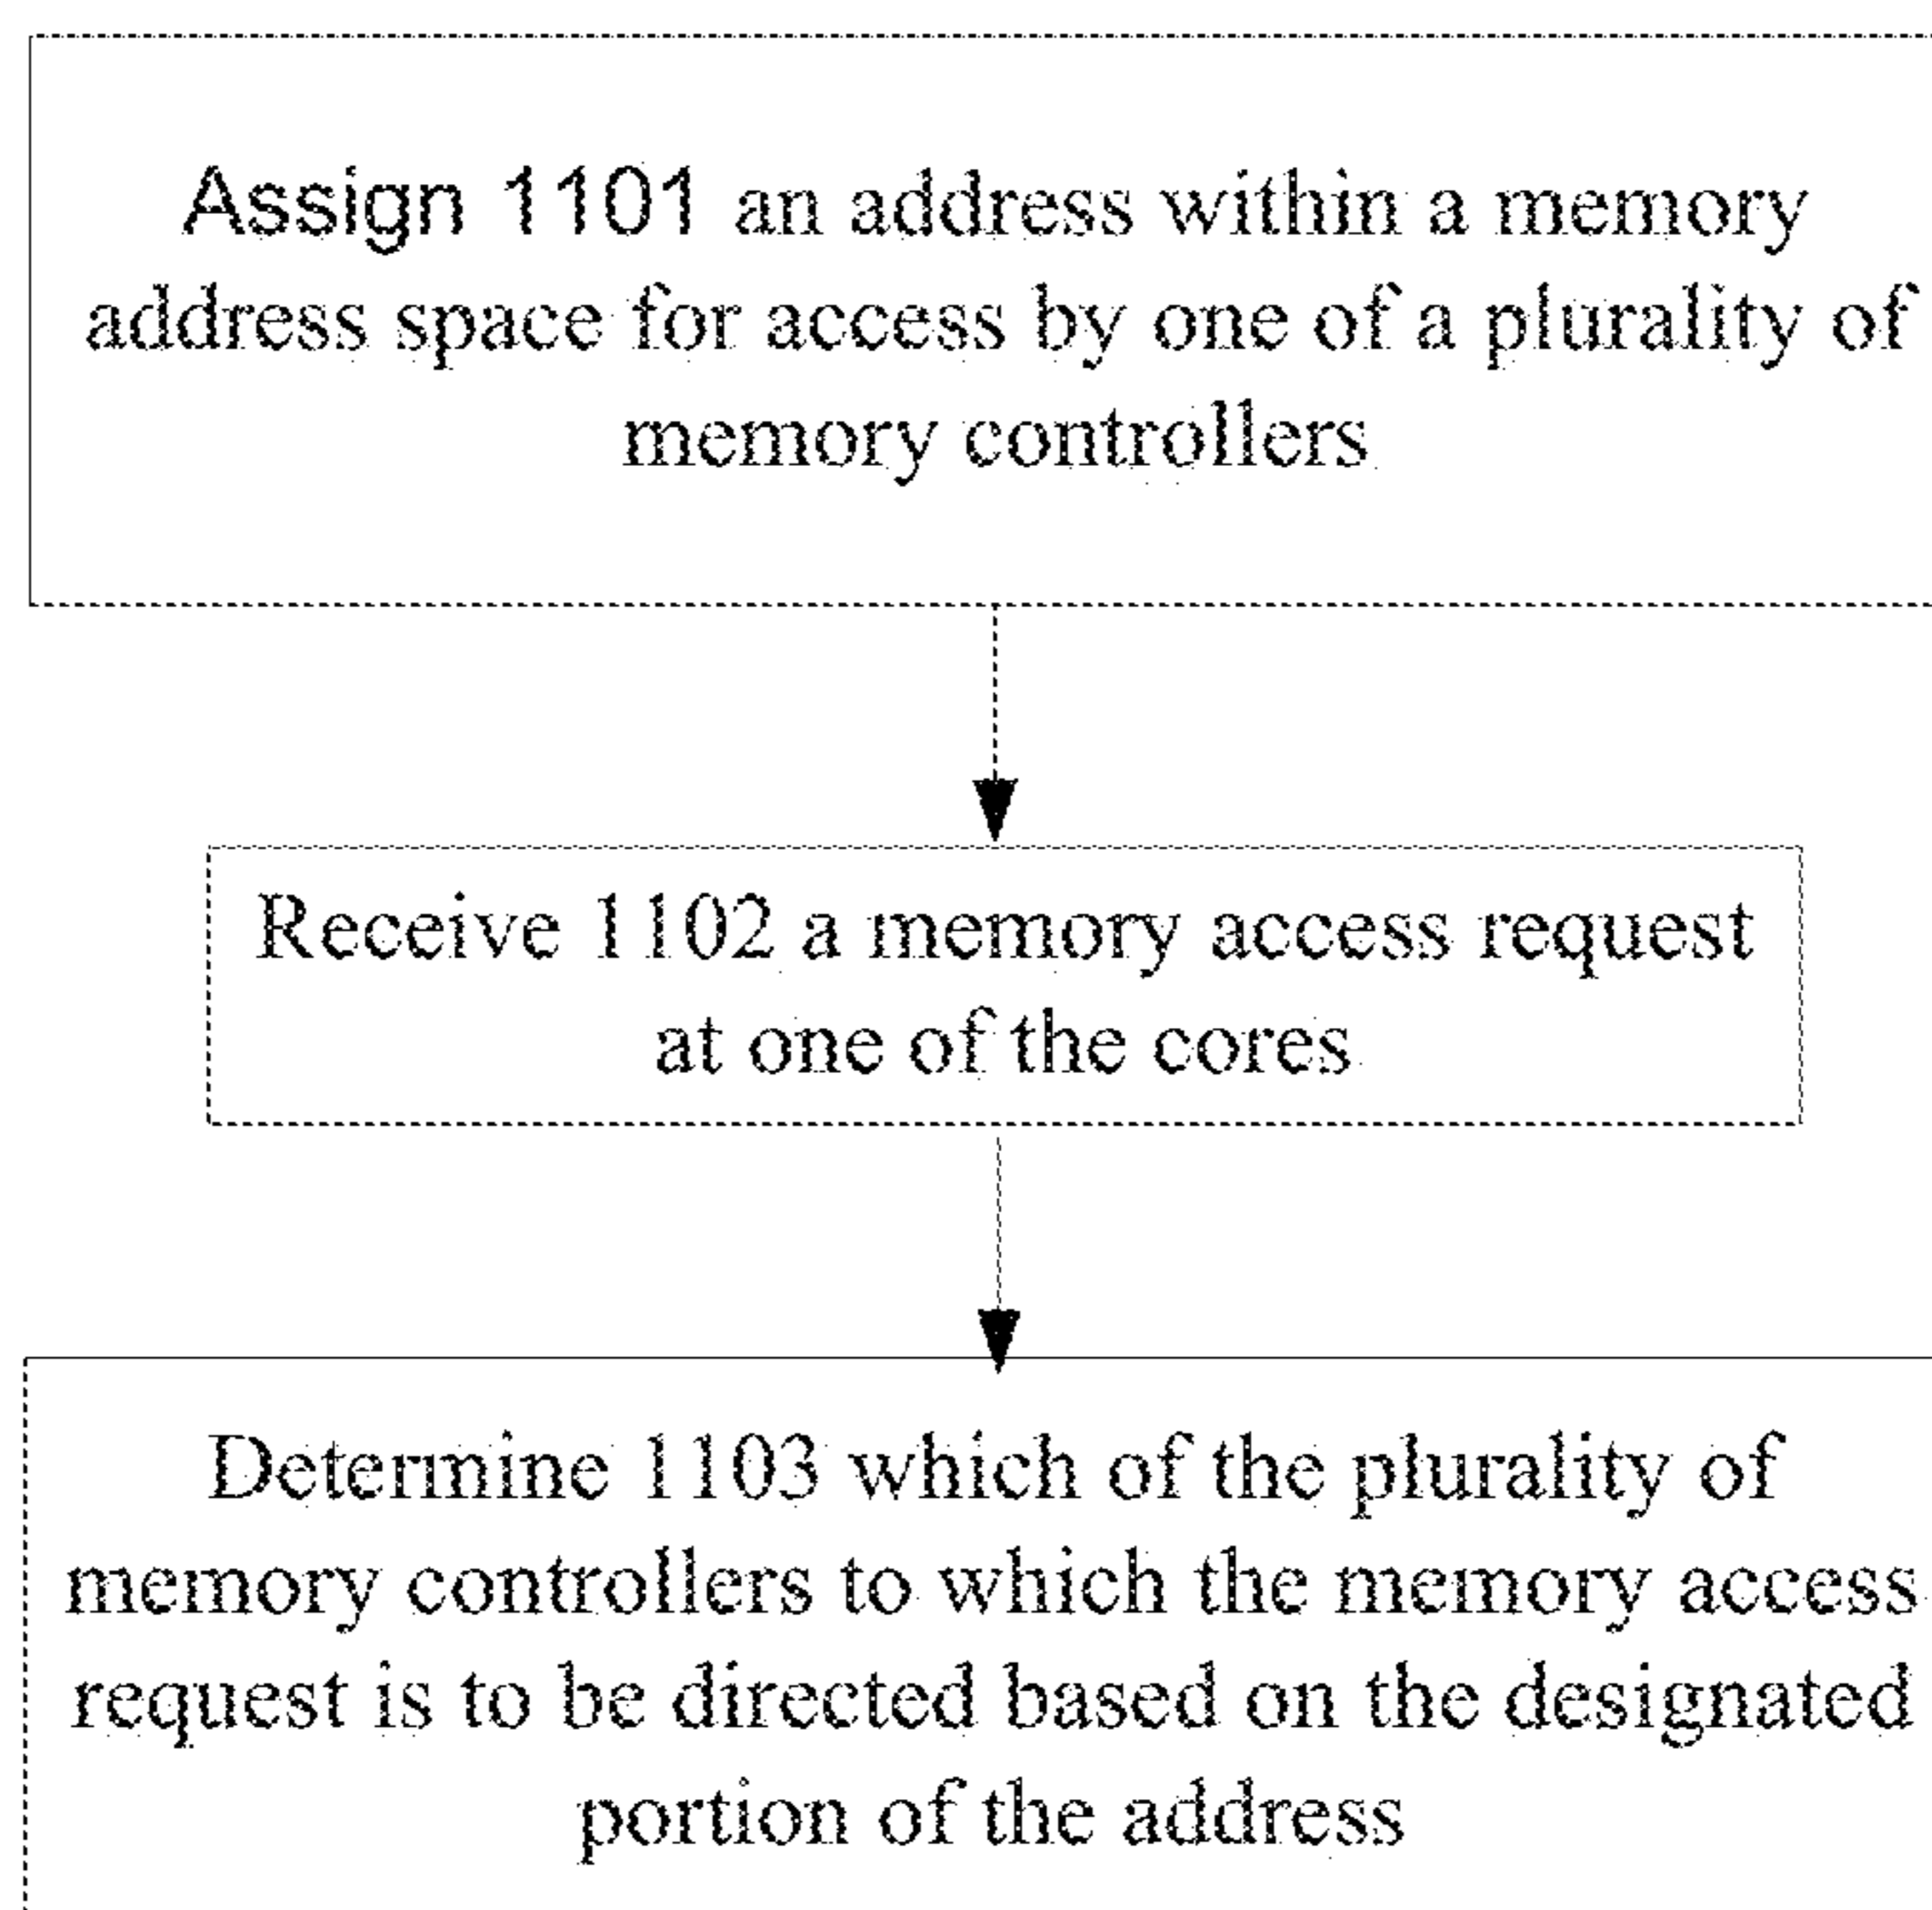 Assign 1101 an address within a memory
address space for access by one of a plurality of
memory controllers
Receive 1102 a memory access request
at one of the cores
Determine 1103 which of the plurality of
memory controllers to which the memory access
request is to be directed based on the designated
portion of the address